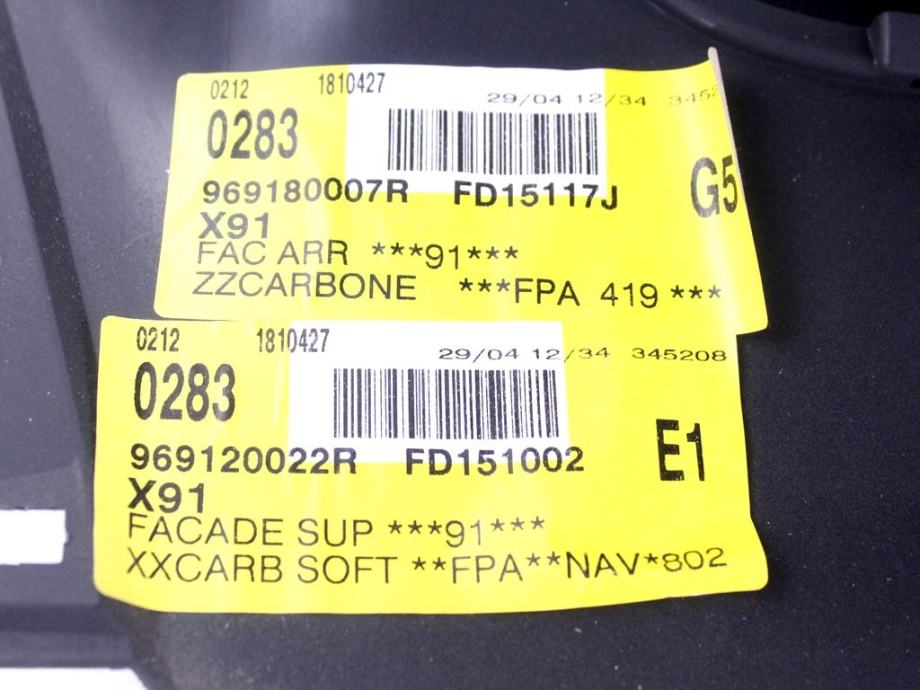 0212 1810427
29/04 12/34 3452
0283
969180007R FD15117J G5
X91
FAC ARR ***91***
ZZCARBONE ***FPA 419 ***
0212 1810427
29/04 12/34 345208
0283
969120022R FD151002 E1
X91
FACADE SUP ***91***
XXCARB SOFT **FPA**NAV*802